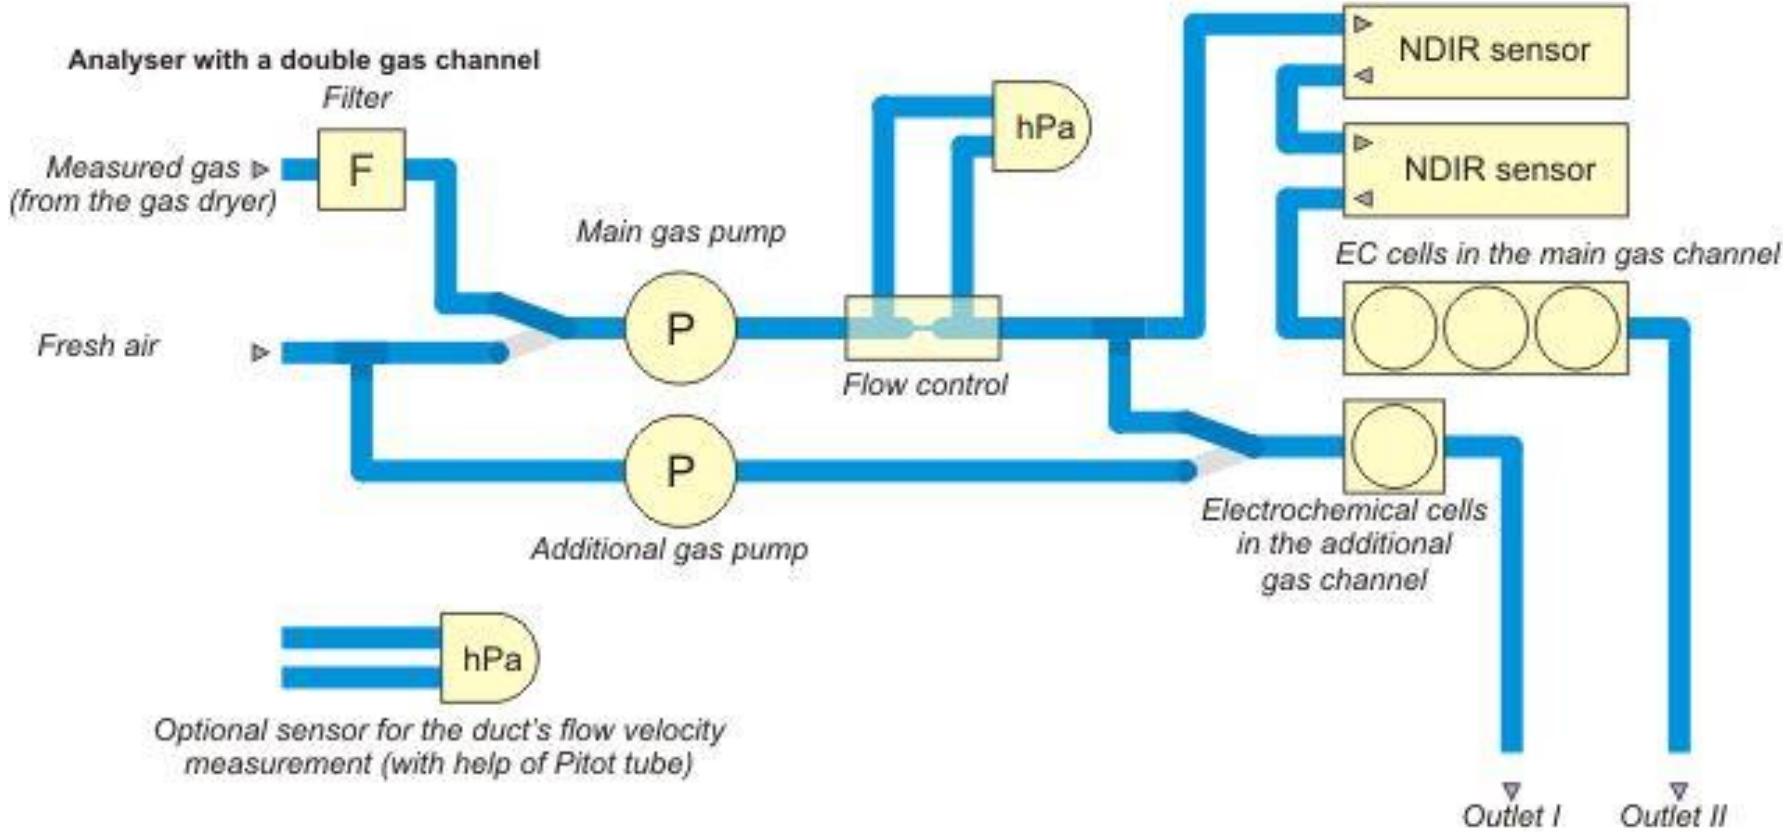 Analyser with a double gas channel
Filter
F
Measured gas
(from the gas dryer)
Fresh air
Main gas pump
P
hPa
Flow control
NDIR sensor
NDIR sensor
EC cells in the main gas channel
P
Additional gas pump
Electrochemical cells
in the additional
gas channel
hPa
Optional sensor for the duct's flow velocity
measurement (with help of Pitot tube)
Outlet I
Outlet II